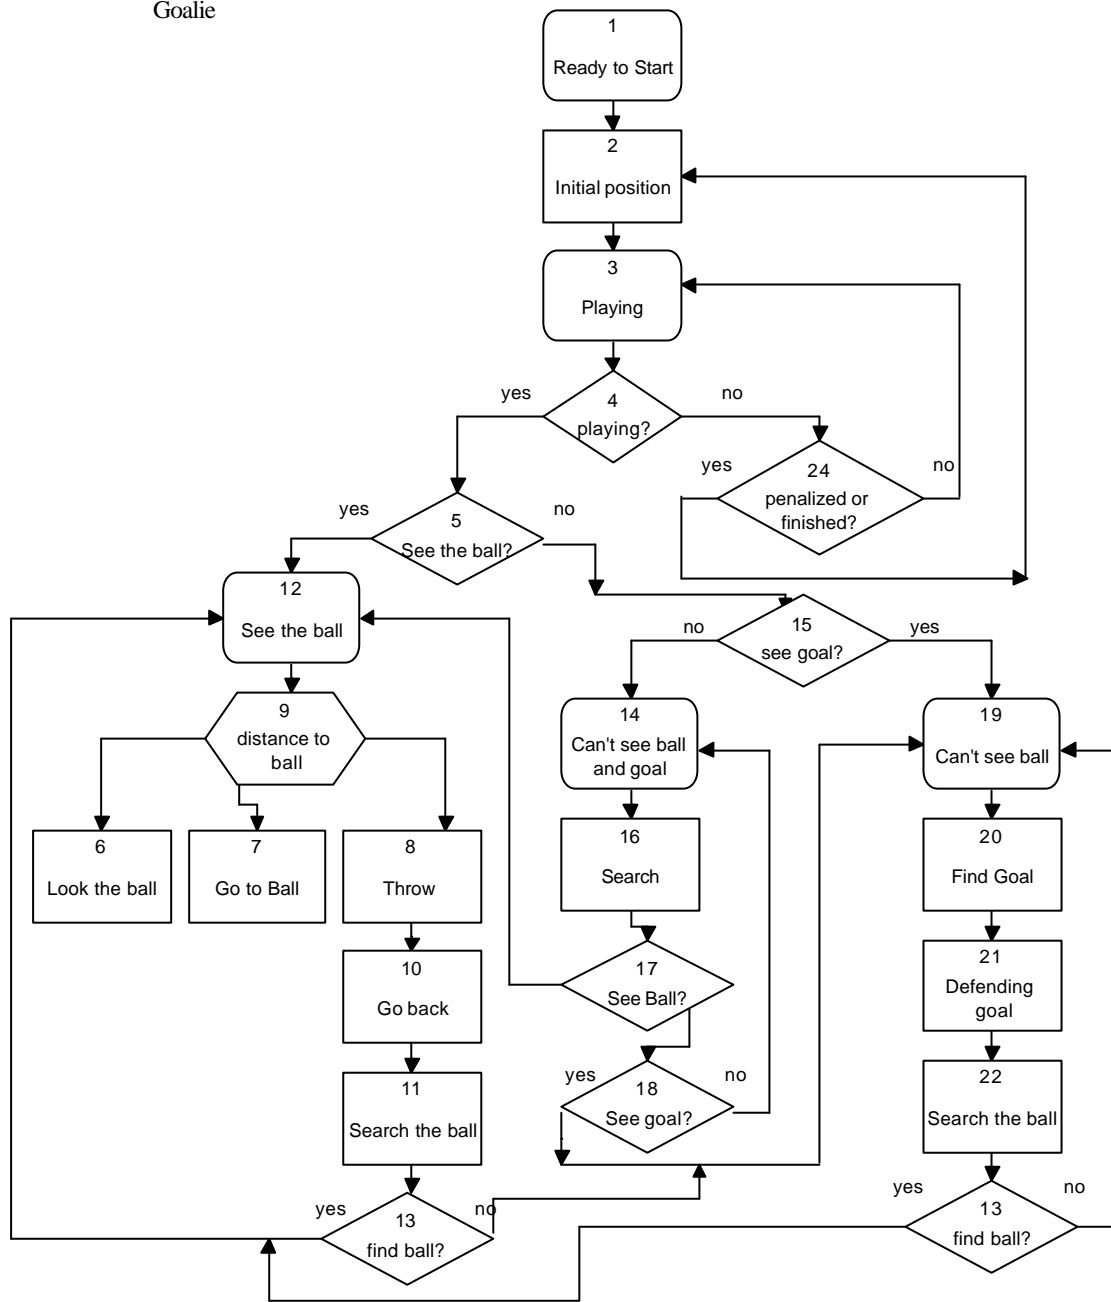 Goalie
1
Ready to Start
2
Initial position
3
Playing
yes
no
4
playing?
yes
no
24
penalized or
finished?
yes
no
5
See the ball?
12
See the ball
no
yes
15
see goal?
9
distance to
ball
14
Can't see ball
and goal
19
Can't see ball
6
Look the ball
7
Go to Ball
8
Throw
16
Search
20
Find Goal
10
Go back
17
See Ball?
21
Defending
goal
11
Search the ball
yes
no
18
See goal?
22
Search the ball
yes
no
13
find ball?
yes
no
13
find ball?